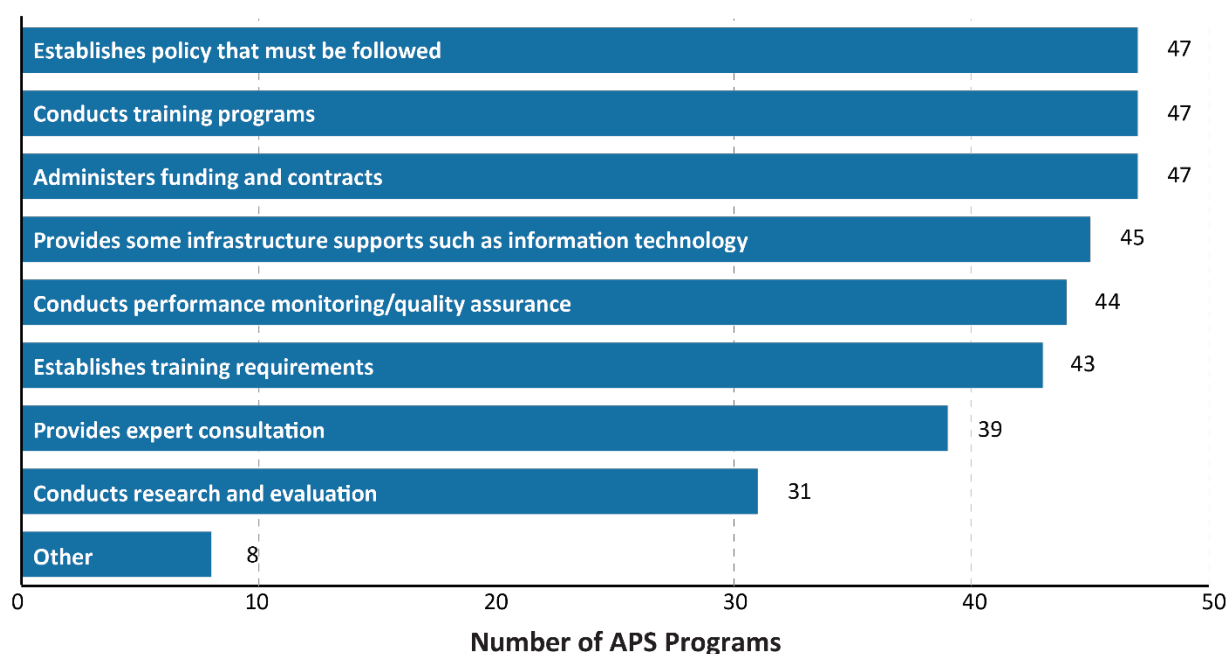 Establishes policy that must be followed 47
Conducts training programs 47
Administers funding and contracts 47
Provides some infrastructure supports such as information technology 45
Conducts performance monitoring/quality assurance 44
Establishes training requirements 43
Provides expert consultation 39
Conducts research and evaluation 31
Other 8
0 10 20 30 40 50
Number of APS Programs